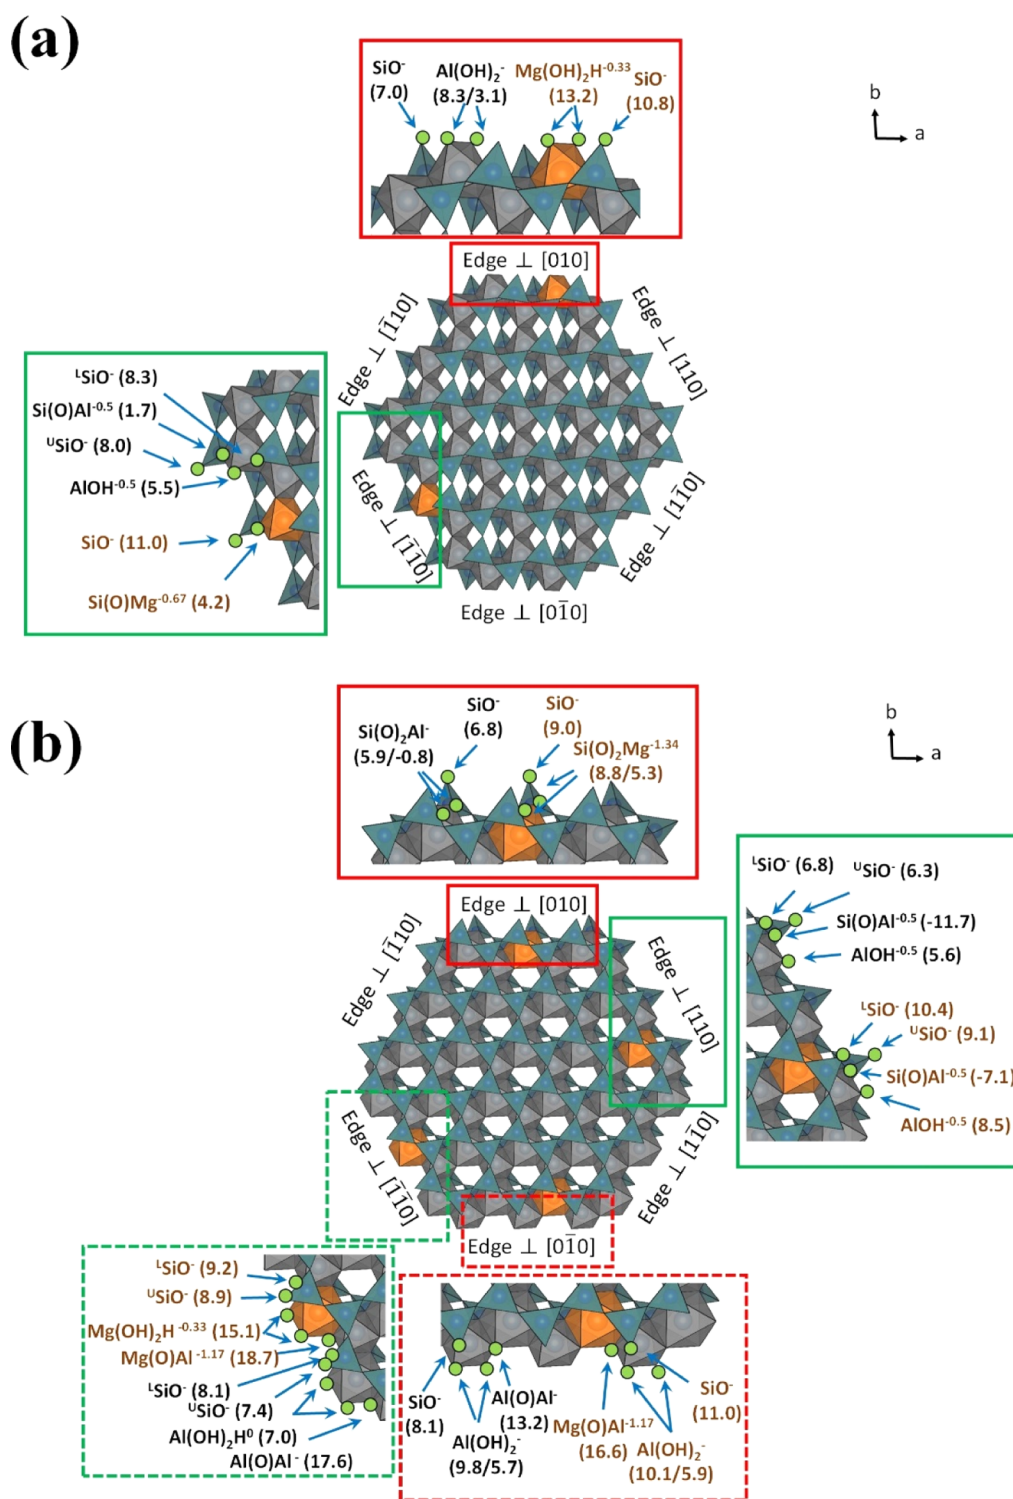 (a)
SiO⁻
(7.0)
Al(OH)₂⁻
(8.3/3.1)
Mg(OH)₂H⁻⁰·³³
(13.2)
SiO⁻
(10.8)
b
a
Edge ⊥ [010]
Edge ⊥ [1̄10]
Edge ⊥ [110]
ᴸSiO⁻ (8.3)
Si(O)Al⁻⁰·⁵ (1.7)
ᵁSiO⁻ (8.0)
AlOH⁻⁰·⁵ (5.5)
SiO⁻ (11.0)
Si(O)Mg⁻⁰·⁶⁷ (4.2)
Edge ⊥ [1̄1̄0]
Edge ⊥ [11̄0]
Edge ⊥ [01̄0]
(b)
SiO⁻
(6.8)
SiO⁻
(9.0)
Si(O)₂Al⁻
(5.9/-0.8)
Si(O)₂Mg⁻¹·³⁴
(8.8/5.3)
b
a
Edge ⊥ [010]
Edge ⊥ [1̄10]
Edge ⊥ [110]
ᴸSiO⁻ (6.8)
ᵁSiO⁻ (6.3)
Si(O)Al⁻⁰·⁵ (-11.7)
AlOH⁻⁰·⁵ (5.6)
ᴸSiO⁻ (10.4)
ᵁSiO⁻ (9.1)
Si(O)Al⁻⁰·⁵ (-7.1)
AlOH⁻⁰·⁵ (8.5)
Edge ⊥ [1̄1̄0]
Edge ⊥ [11̄0]
Edge ⊥ [01̄0]
ᴸSiO⁻ (9.2)
ᵁSiO⁻ (8.9)
Mg(OH)₂H ⁻⁰·³³ (15.1)
Mg(O)Al⁻¹·¹⁷ (18.7)
ᴸSiO⁻ (8.1)
ᵁSiO⁻ (7.4)
Al(OH)₂H⁰ (7.0)
Al(O)Al⁻ (17.6)
SiO⁻
(8.1)
Al(OH)₂⁻
(9.8/5.7)
Al(O)Al⁻
(13.2)
Mg(O)Al⁻¹·¹⁷
(16.6)
Al(OH)₂⁻
(10.1/5.9)
SiO⁻
(11.0)